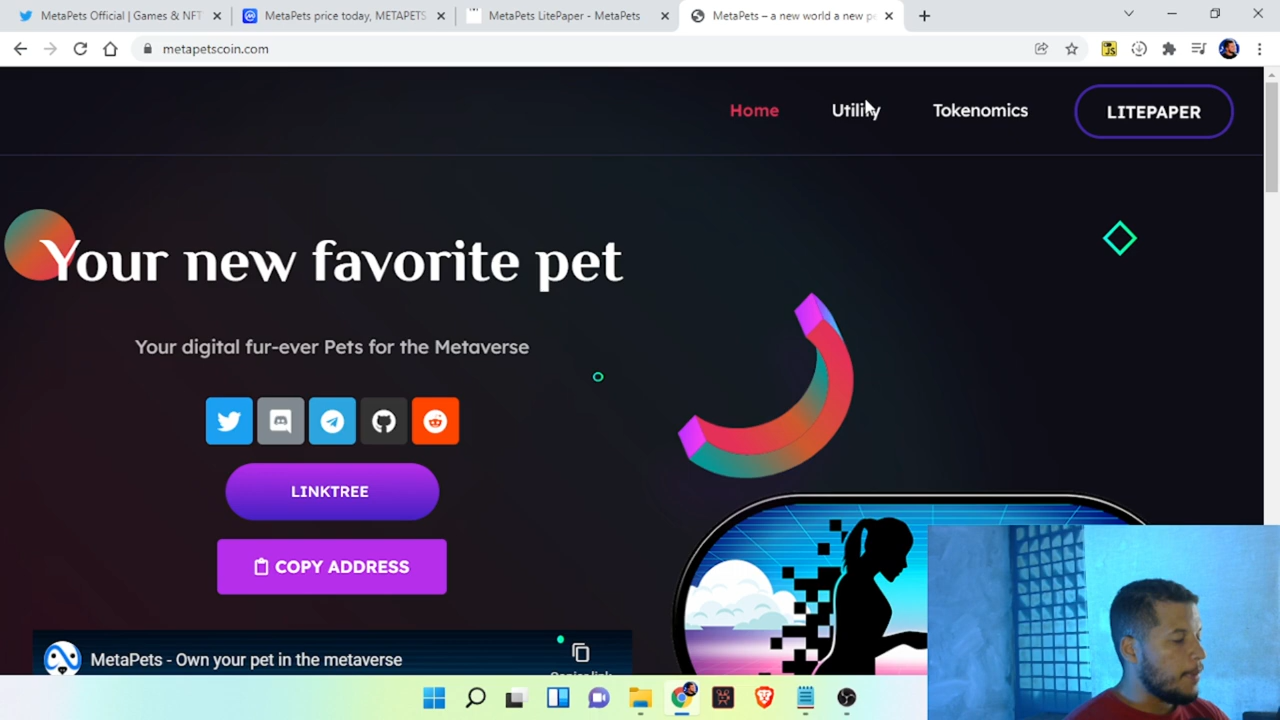 MetaPets Official | Games & NFT
MetaPets price today, METAPETS
MetaPets LitePaper - MetaPets
MetaPets – a new world a new pe
metapetscoin.com
JS
Home
Utility
Tokenomics
LITEPAPER
Your new favorite pet
Your digital fur-ever Pets for the Metaverse
LINKTREE
COPY ADDRESS
MetaPets - Own your pet in the metaverse